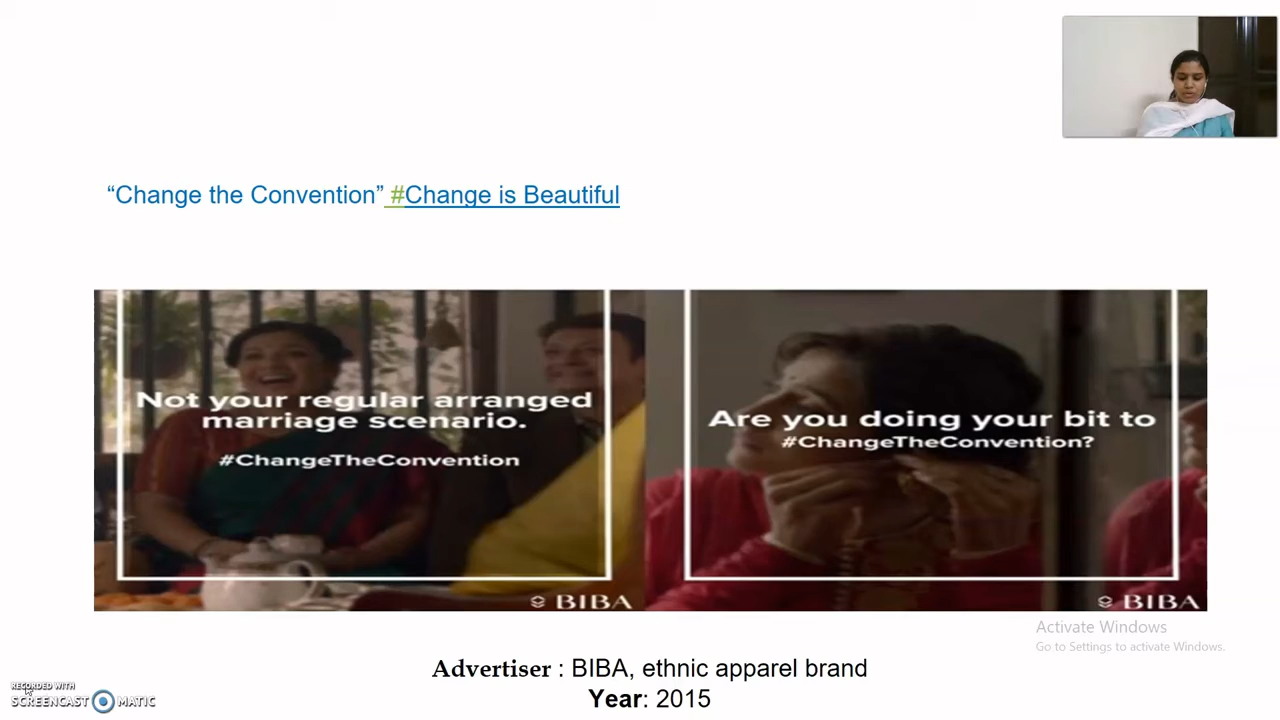 “Change the Convention” #Change is Beautiful
Not your regular arranged
marriage scenario.
#ChangeTheConvention
BIBA
Are you doing your bit to
#ChangeTheConvention?
BIBA
Activate Windows
Go to Settings to activate Windows.
Advertiser : BIBA, ethnic apparel brand
Year: 2015
RECORDED WITH
SCREENCAST MATIC